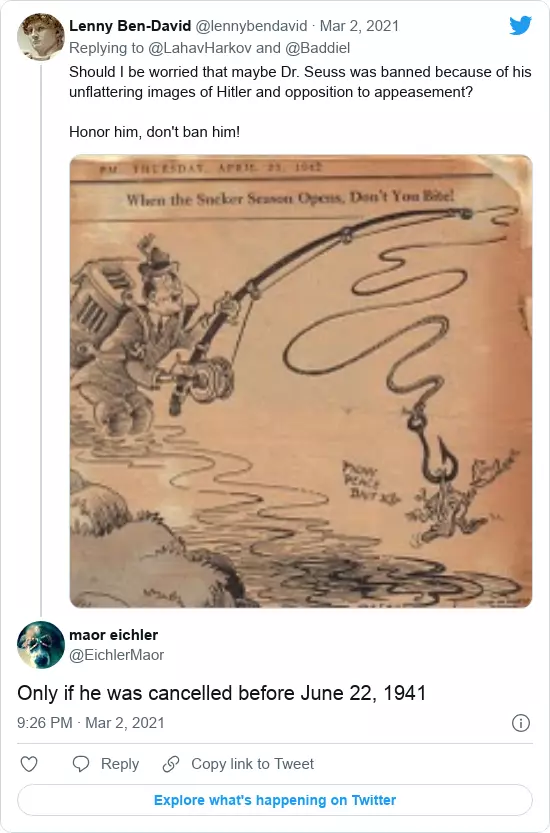 Lenny Ben-David @lennybendavid · Mar 2, 2021
Replying to @LahavHarkov and @Baddiel
Should I be worried that maybe Dr. Seuss was banned because of his
unflattering images of Hitler and opposition to appeasement?
Honor him, don't ban him!
PM THURSDAY, APRIL 23, 1942
When the Sucker Season Opens, Don't You Bite!
PHONY
PEACE
BAIT
maor eichler
@EichlerMaor
Only if he was cancelled before June 22, 1941
9:26 PM · Mar 2, 2021
Reply
Copy link to Tweet
Explore what's happening on Twitter